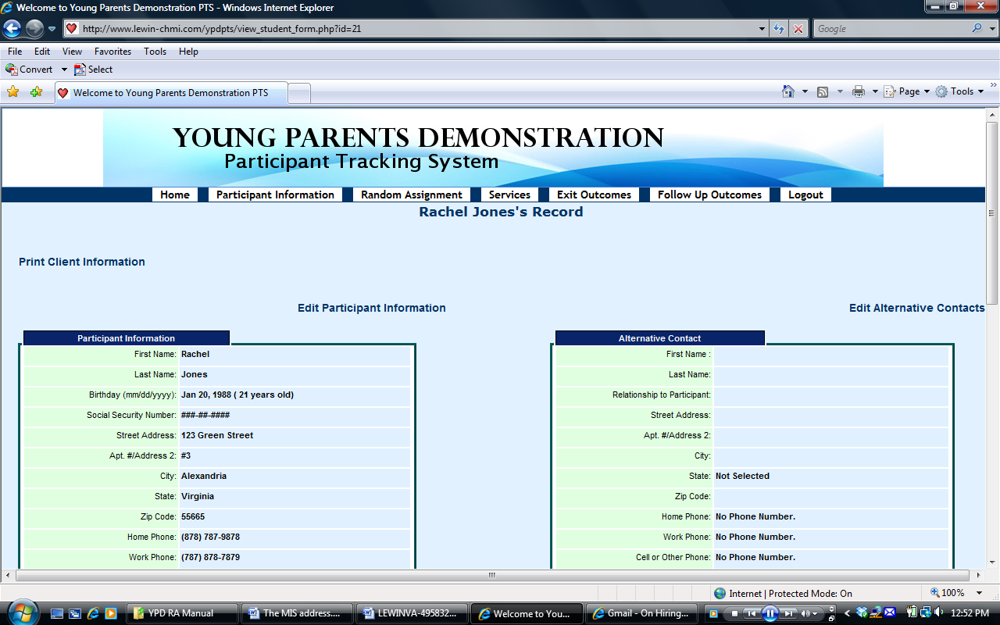 Welcome to Young Parents Demonstration PTS - Windows Internet Explorer
http://www.lewin-chmi.com/ypdpts/view_student_form.php?id=21
Google
File Edit View Favorites Tools Help
Convert Select
Welcome to Young Parents Demonstration PTS
Page Tools
YOUNG PARENTS DEMONSTRATION
Participant Tracking System
Home Participant Information Random Assignment Services Exit Outcomes Follow Up Outcomes Logout
Rachel Jones's Record
Print Client Information
Edit Participant Information
Edit Alternative Contacts
Participant Information
First Name: Rachel
Last Name: Jones
Birthday (mm/dd/yyyy): Jan 20, 1988 ( 21 years old)
Social Security Number: ###-##-####
Street Address: 123 Green Street
Apt. #/Address 2: #3
City: Alexandria
State: Virginia
Zip Code: 55665
Home Phone: (878) 787-9878
Work Phone: (787) 878-7879
Alternative Contact
First Name :
Last Name:
Relationship to Participant:
Street Address:
Apt. #/Address 2:
City:
State: Not Selected
Zip Code:
Home Phone: No Phone Number.
Work Phone: No Phone Number.
Cell or Other Phone: No Phone Number.
Internet | Protected Mode: On
100%
YPD RA Manual
The MIS address....
LEWINVA-495832...
Welcome to You...
Gmail - On Hiring...
12:52 PM